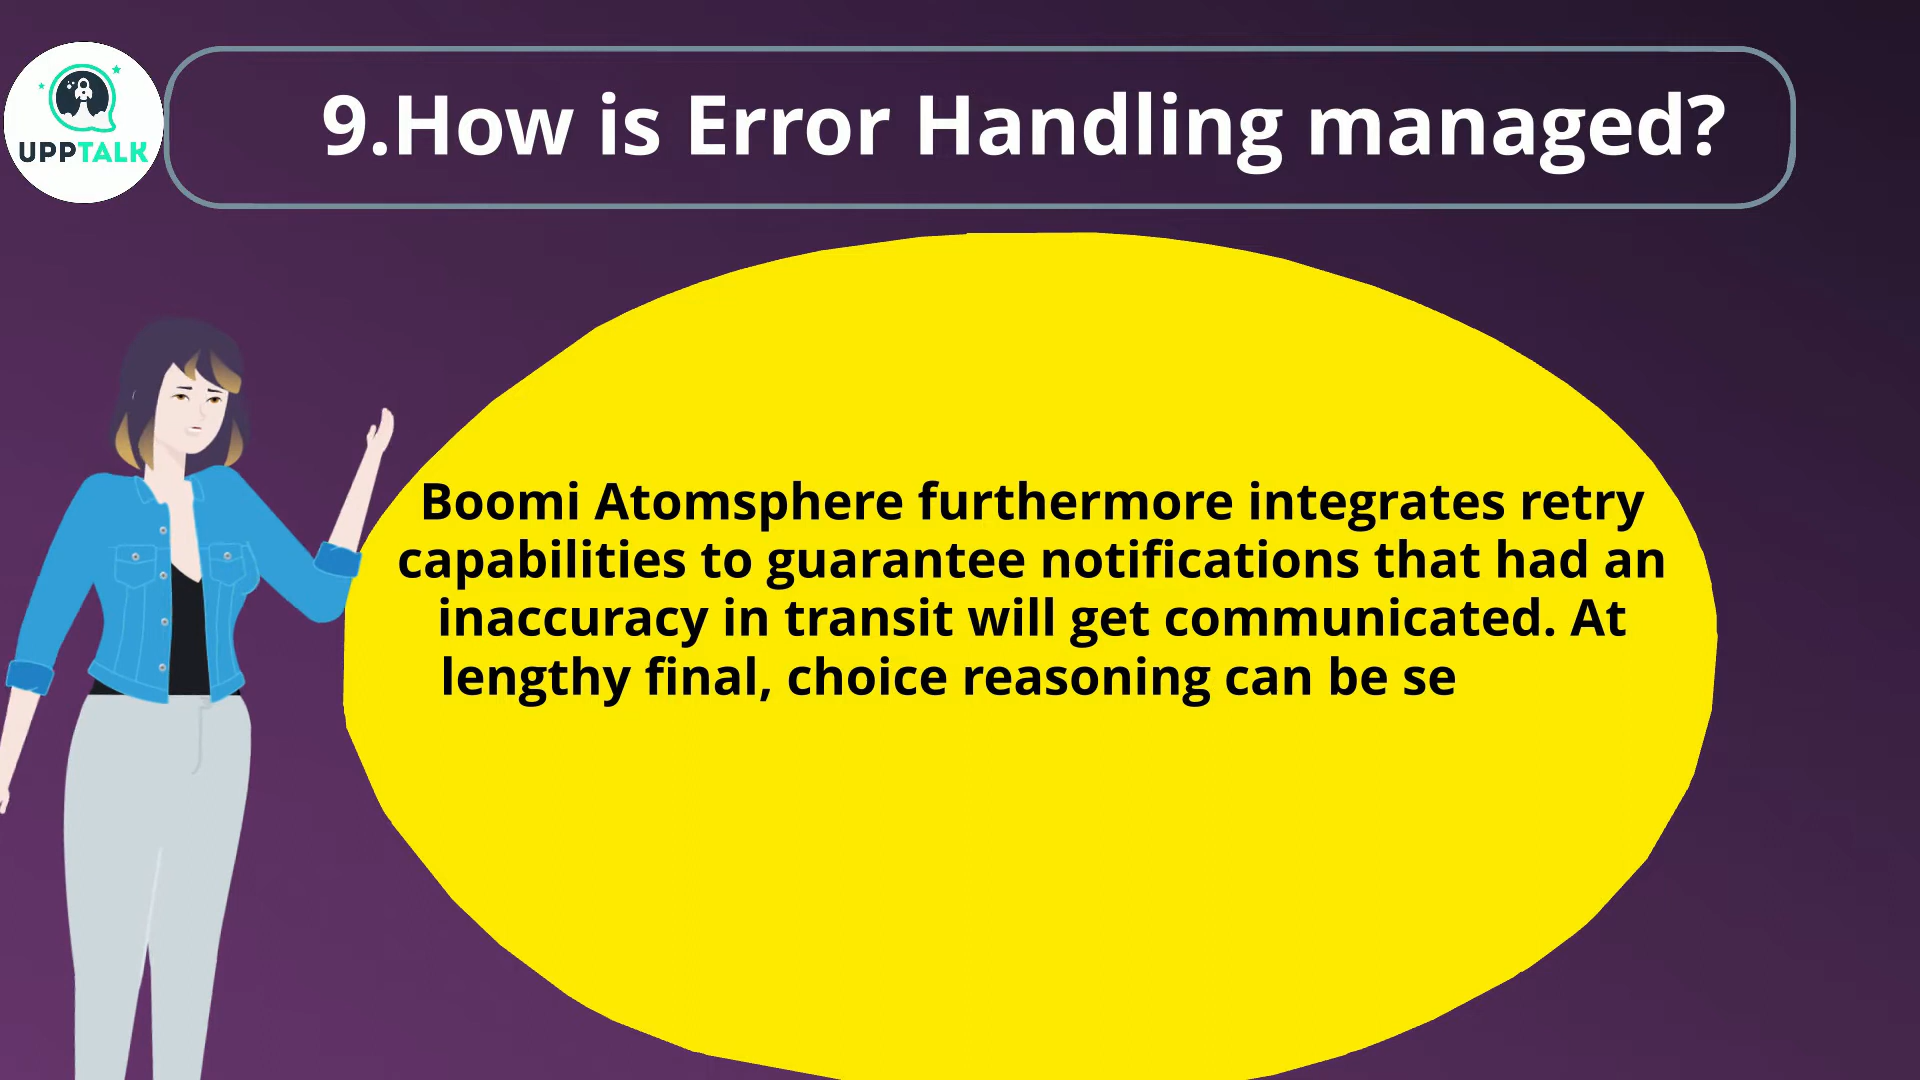 UPPTALK
9.How is Error Handling managed?
Boomi Atomsphere furthermore integrates retry
capabilities to guarantee notifications that had an
inaccuracy in transit will get communicated. At
lengthy final, choice reasoning can be se